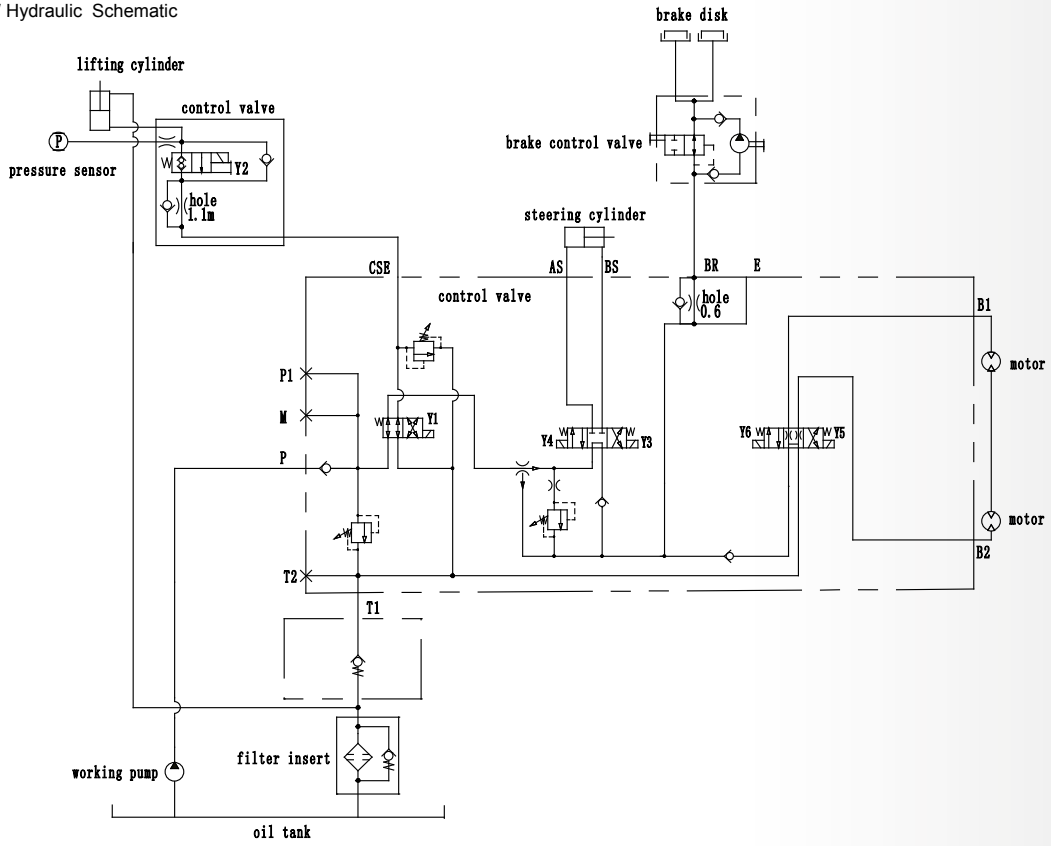 Hydraulic Schematic
brake disk
lifting cylinder
control valve
brake control valve
P
pressure sensor
Y2
hole
1.1m
steering cylinder
CSE
AS
BS
BR
E
control valve
hole
0.6
B1
P1
motor
M
Y1
Y4
Y3
Y6
Y5
P
motor
B2
T2
T1
filter insert
working pump
oil tank